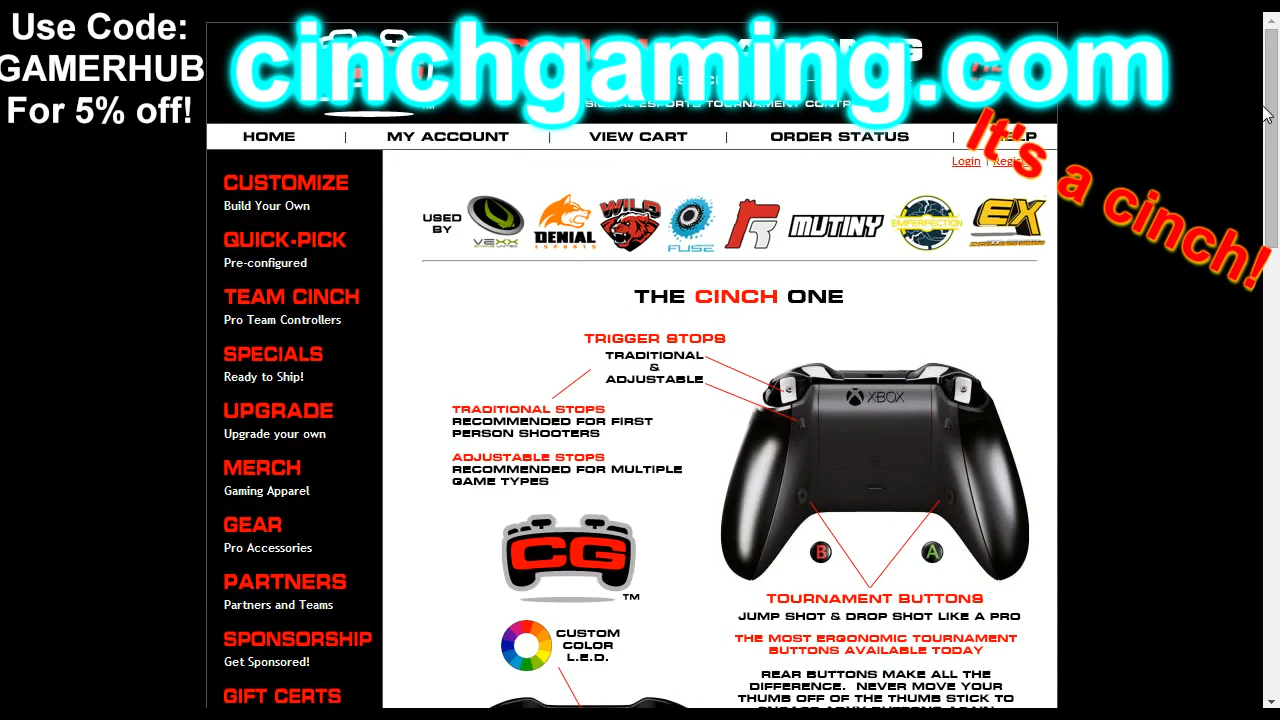 Use Code:
GAMERHUB
For 5% off!
cinchgaming.com
It's a cinch!
HOME | MY ACCOUNT | VIEW CART | ORDER STATUS |
Login |
CUSTOMIZE
Build Your Own
QUICK-PICK
Pre-configured
TEAM CINCH
Pro Team Controllers
SPECIALS
Ready to Ship!
UPGRADE
Upgrade your own
MERCH
Gaming Apparel
GEAR
Pro Accessories
PARTNERS
Partners and Teams
SPONSORSHIP
Get Sponsored!
GIFT CERTS
USED
BY
VEXX
DENIAL
ESPORTS
WILD
FUSE
MUTINY
EMPERFECTION
EX
THE CINCH ONE
TRIGGER STOPS
TRADITIONAL
&
ADJUSTABLE
TRADITIONAL STOPS
RECOMMENDED FOR FIRST
PERSON SHOOTERS
ADJUSTABLE STOPS
RECOMMENDED FOR MULTIPLE
GAME TYPES
CG
TM
CUSTOM
COLOR
L.E.D.
XBOX
B A
TOURNAMENT BUTTONS
JUMP SHOT & DROP SHOT LIKE A PRO
THE MOST ERGONOMIC TOURNAMENT
BUTTONS AVAILABLE TODAY
REAR BUTTONS MAKE ALL THE
DIFFERENCE. NEVER MOVE YOUR
THUMB OFF OF THE THUMB STICK TO